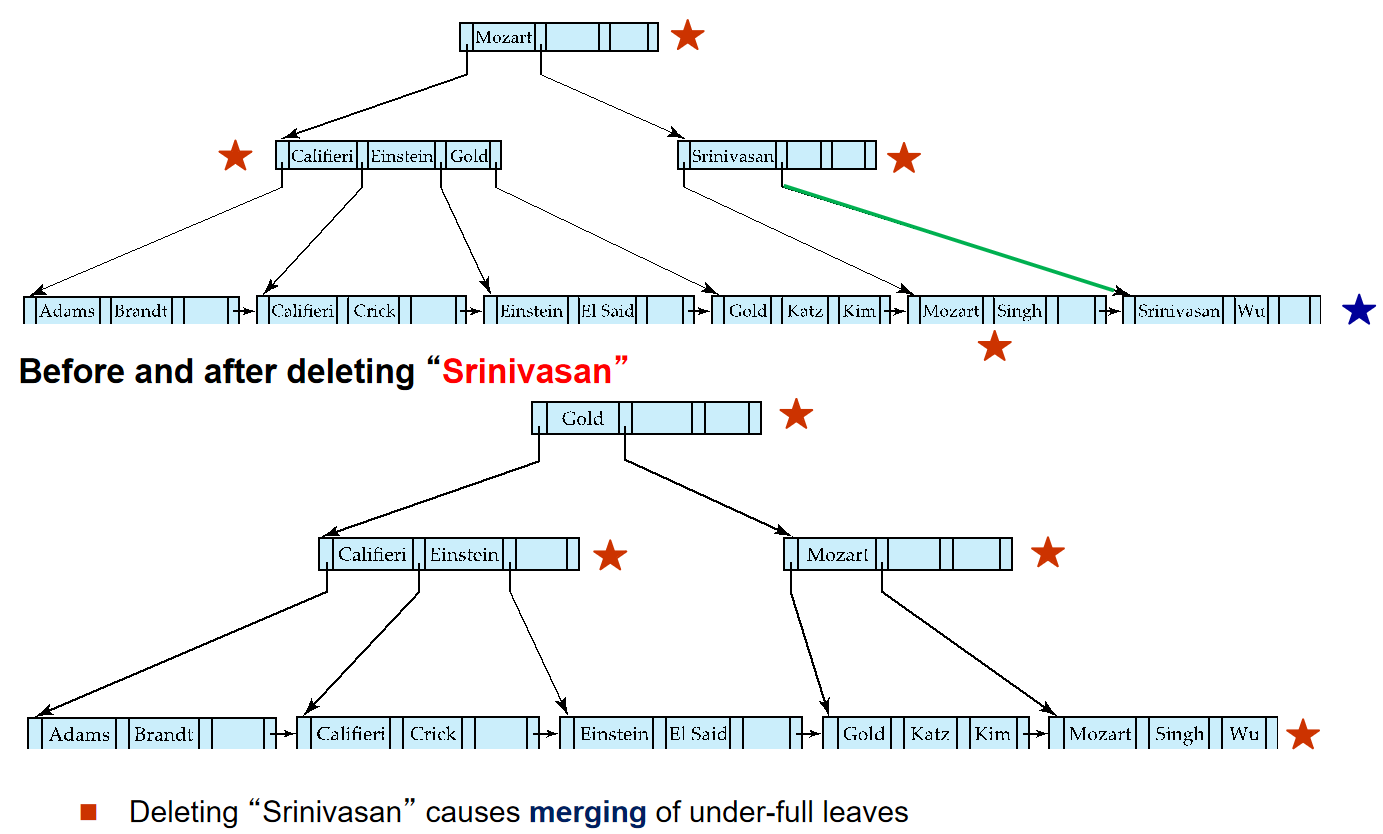 Mozart
Califieri Einstein Gold
Srinivasan
Adams Brandt
Califieri Crick
Einstein El Said
Gold Katz Kim
Mozart Singh
Srinivasan Wu
Before and after deleting “Srinivasan”
Gold
Califieri Einstein
Mozart
Adams Brandt
Califieri Crick
Einstein El Said
Gold Katz Kim
Mozart Singh Wu
Deleting “Srinivasan” causes merging of under-full leaves